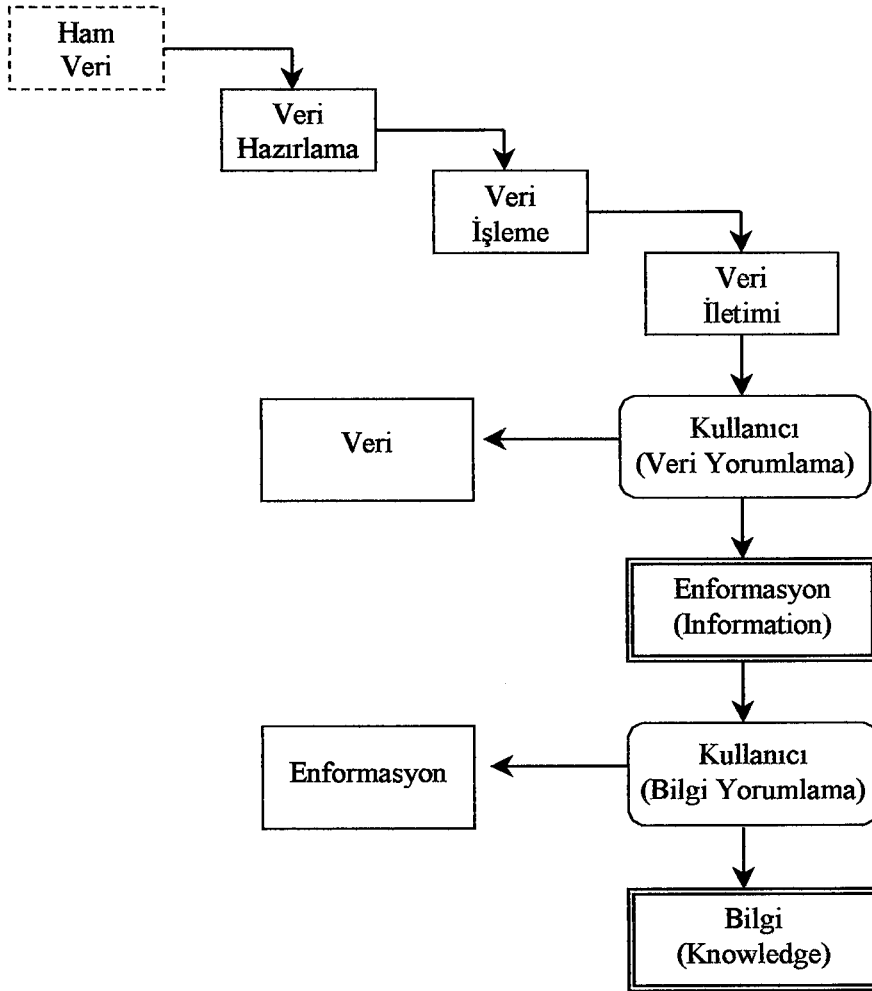 Ham
Veri
Veri
Hazırlama
Veri
İşleme
Veri
İletimi
Veri
Kullanıcı
(Veri Yorumlama)
Enformasyon
(Information)
Enformasyon
Kullanıcı
(Bilgi Yorumlama)
Bilgi
(Knowledge)